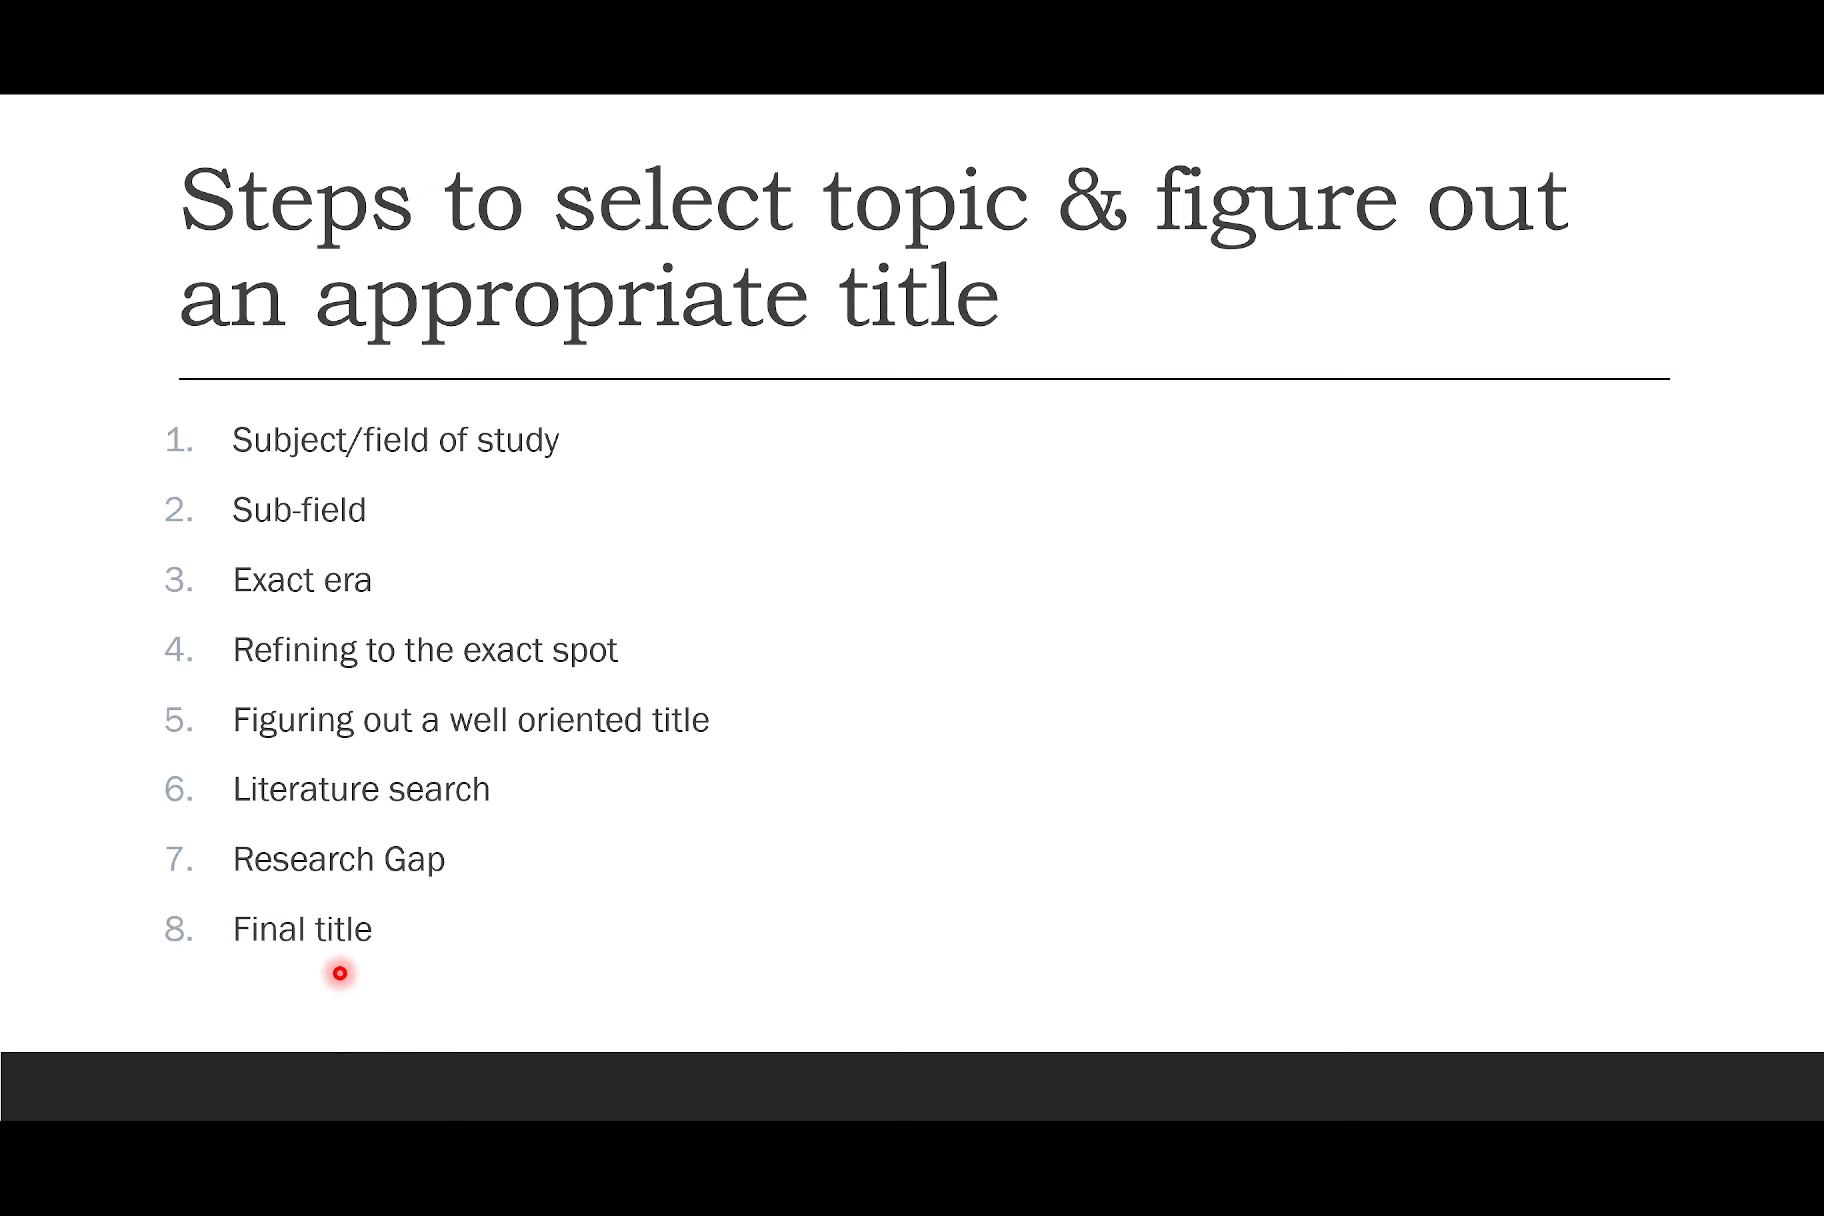 Steps to select topic & figure out
an appropriate title
1. Subject/field of study
2. Sub-field
3. Exact era
4. Refining to the exact spot
5. Figuring out a well oriented title
6. Literature search
7. Research Gap
8. Final title